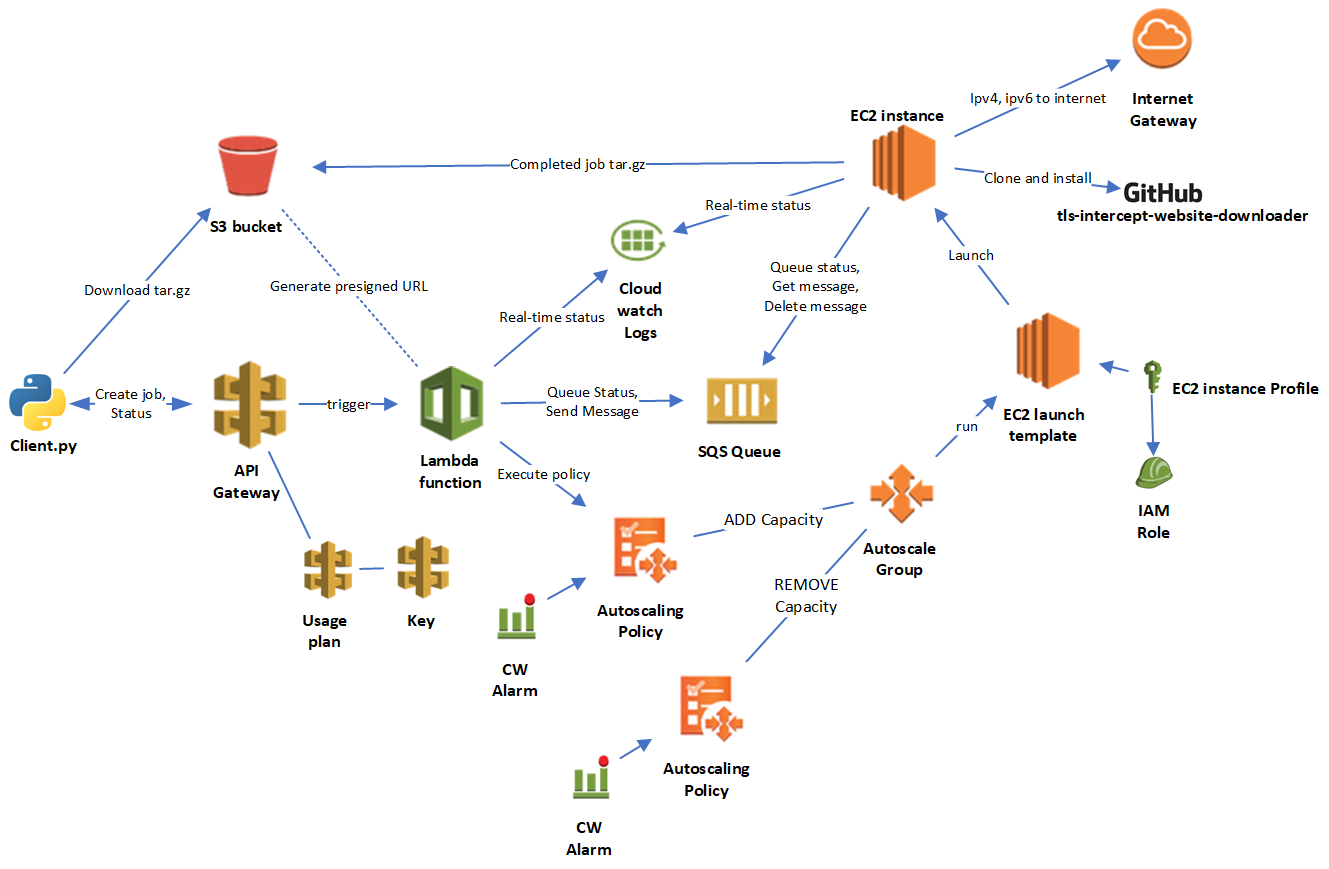 Internet
Gateway
Ipv4, ipv6 to internet
EC2 instance
Completed job tar.gz
Clone and install
GitHub
tls-intercept-website-downloader
Real-time status
S3 bucket
Launch
Queue status,
Get message,
Delete message
Download tar.gz
Generate presigned URL
Cloud
watch
Logs
Real-time status
Create job,
Status
Client.py
API
Gateway
trigger
Lambda
function
Queue Status,
Send Message
SQS Queue
EC2 launch
template
EC2 instance Profile
IAM
Role
run
Execute policy
ADD Capacity
Autoscale
Group
REMOVE
Capacity
Usage
plan
Key
Autoscaling
Policy
CW
Alarm
Autoscaling
Policy
CW
Alarm